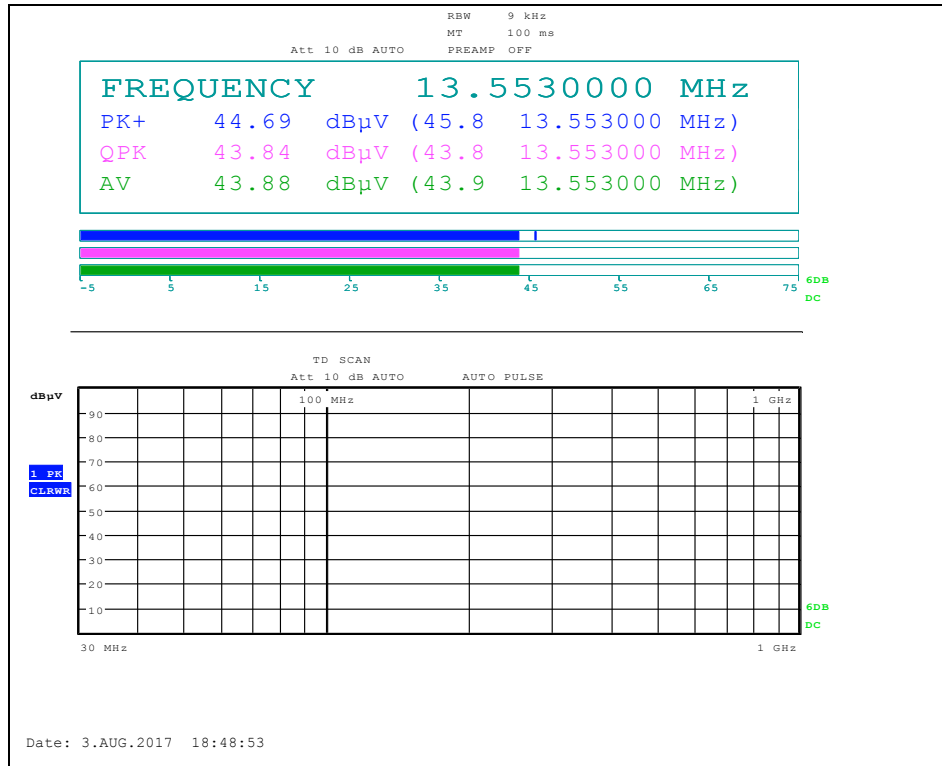 RBW 9 kHz
MT 100 ms
Att 10 dB AUTO PREAMP OFF
FREQUENCY 13.5530000 MHz
PK+ 44.69 dBµV (45.8 13.553000 MHz)
QPK 43.84 dBµV (43.8 13.553000 MHz)
AV 43.88 dBµV (43.9 13.553000 MHz)
-5 5 15 25 35 45 55 65 75
6DB
DC
TD SCAN
Att 10 dB AUTO AUTO PULSE
dBµV
100 MHz 1 GHz
90
80
70
1 PK
CLRWR
60
50
40
30
20
10
6DB
DC
30 MHz 1 GHz
Date: 3.AUG.2017 18:48:53